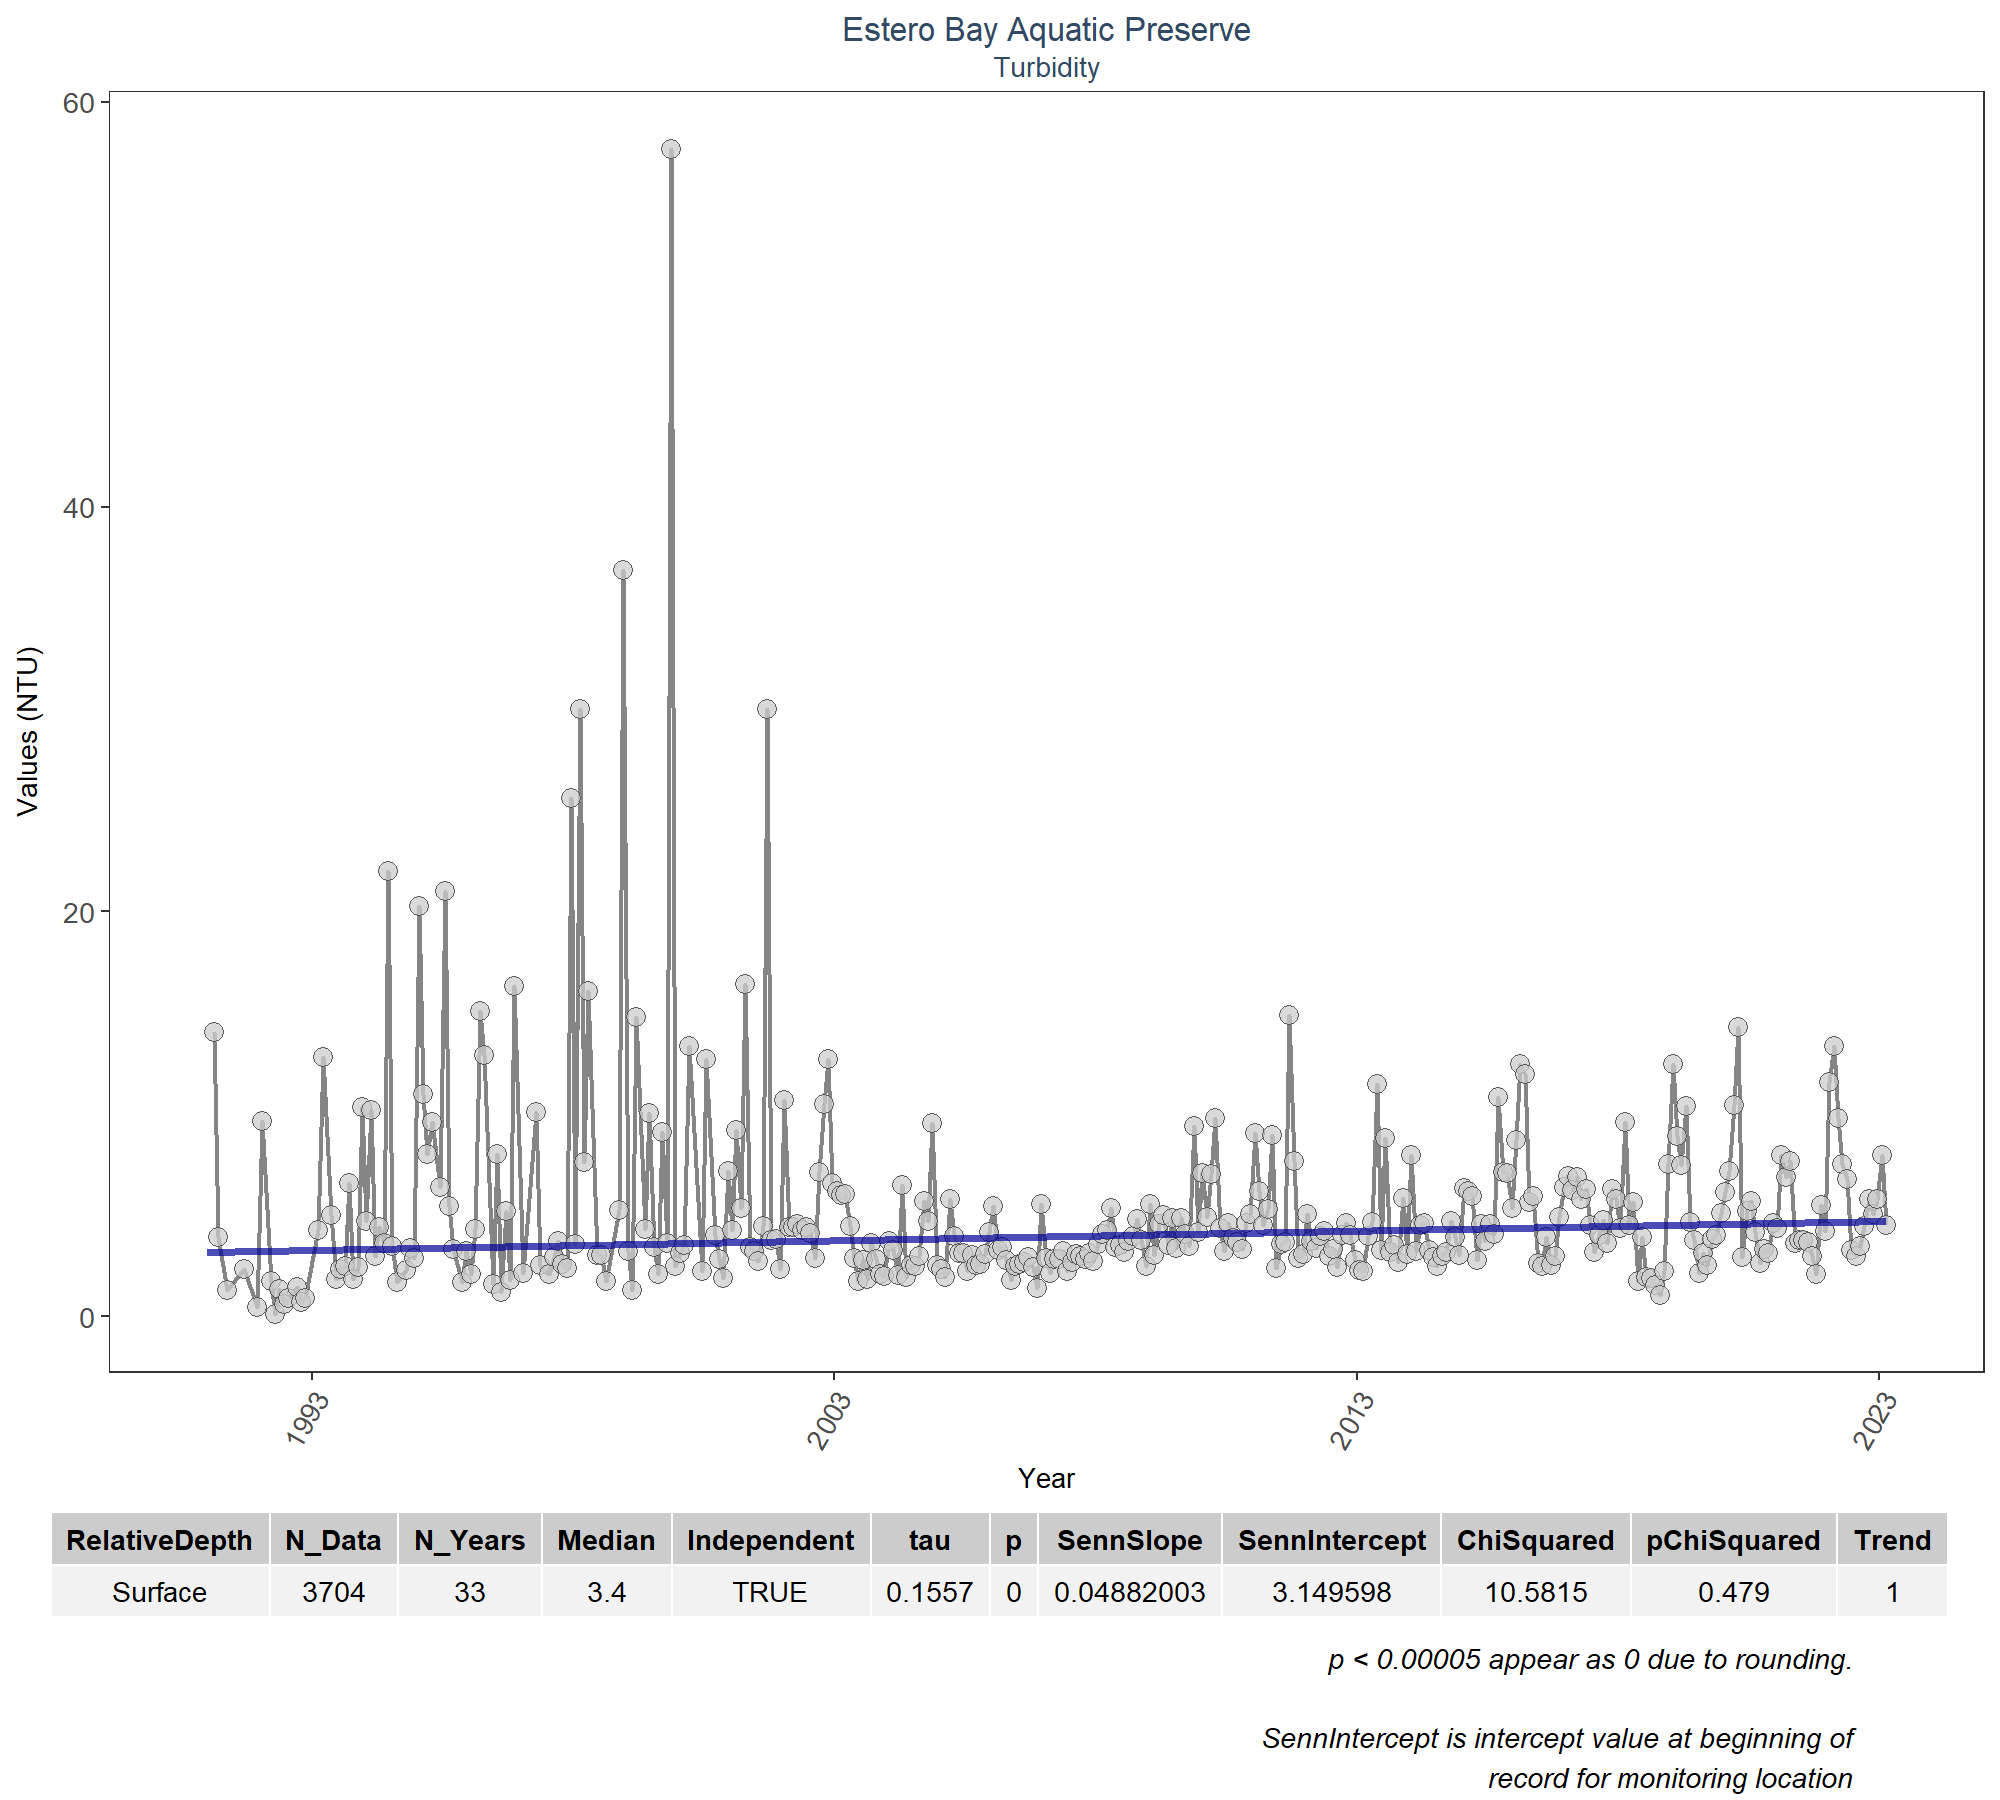 Estero Bay Aquatic Preserve
Turbidity
60
40
20
0
Values (NTU)
1993 2003 2013 2023
Year
RelativeDepth N_Data N_Years Median Independent tau p SennSlope SennIntercept ChiSquared pChiSquared Trend
Surface 3704 33 3.4 TRUE 0.1557 0 0.04882003 3.149598 10.5815 0.479 1
p < 0.00005 appear as 0 due to rounding.
SennIntercept is intercept value at beginning of
record for monitoring location